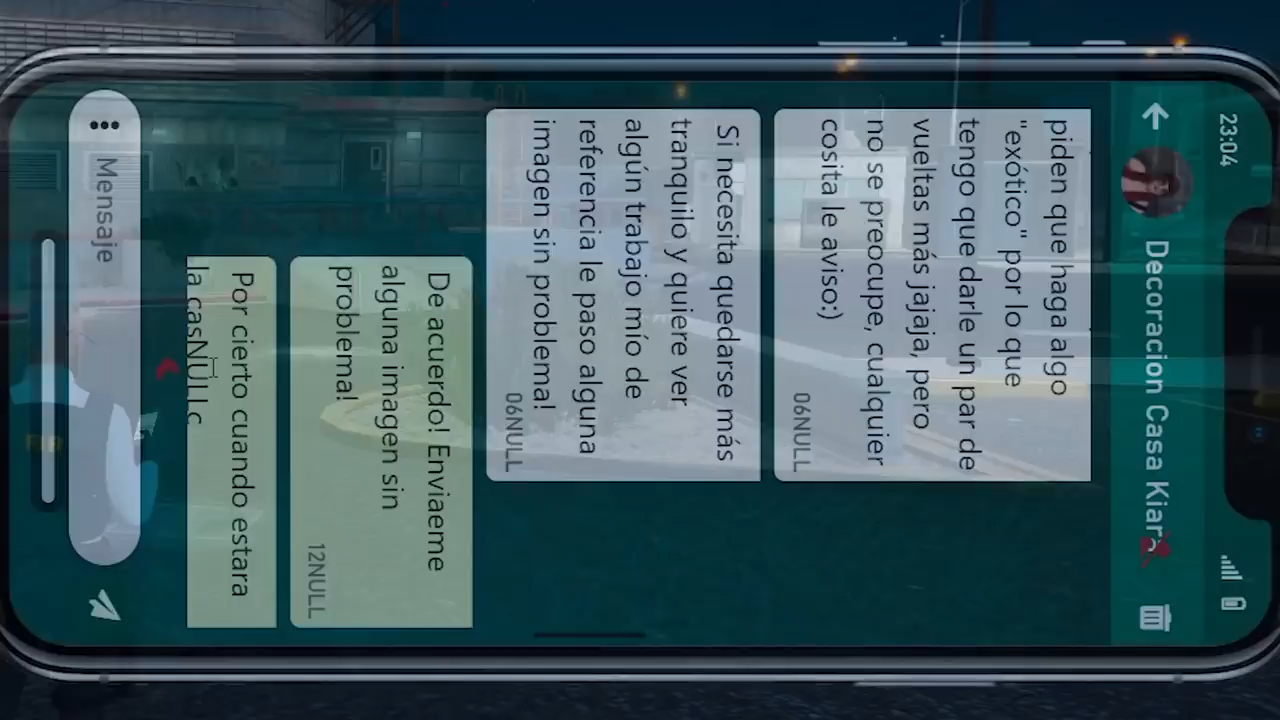 23:04
Decoracion Casa Kiara
piden que haga algo
"exótico" por lo que
tengo que darle un par de
vueltas más jajaja, pero
no se preocupe, cualquier
cosita le aviso:)
06NULL
Si necesita quedarse más
tranquilo y quiere ver
algún trabajo mío de
referencia le paso alguna
imagen sin problema!
06NULL
De acuerdo! Enviaeme
alguna imagen sin
problema!
12NULL
Por cierto cuando estara
la cas
Mensaje